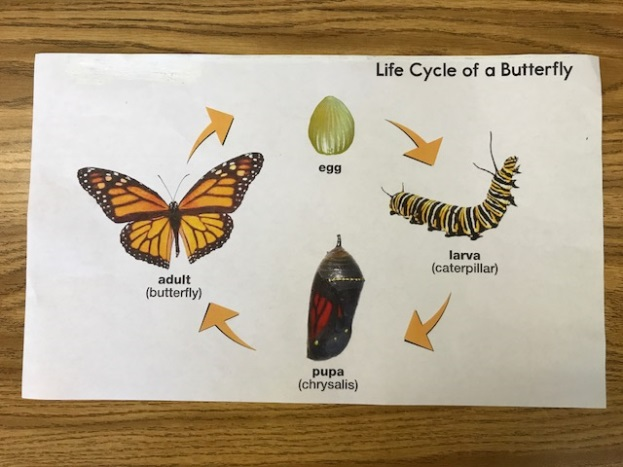 Life Cycle of a Butterfly
egg
larva
(caterpillar)
pupa
(chrysalis)
adult
(butterfly)